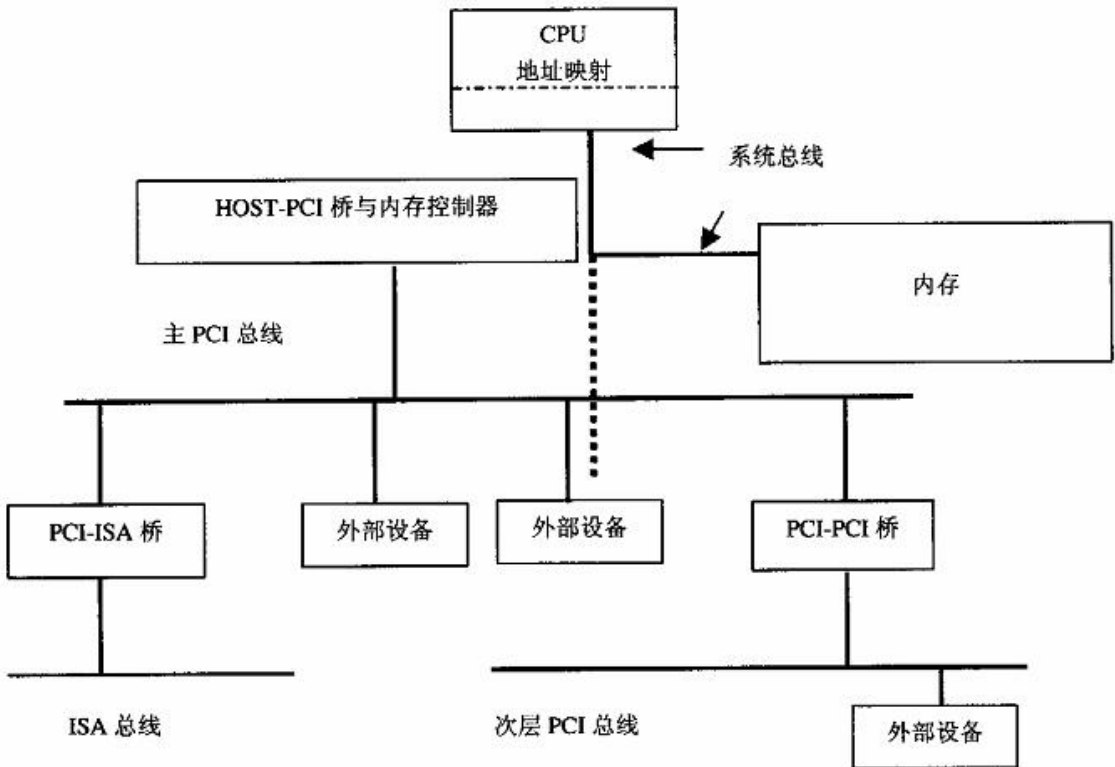 CPU
地址映射
系统总线
HOST-PCI 桥与内存控制器
内存
主 PCI 总线
PCI-ISA 桥
外部设备
外部设备
PCI-PCI 桥
ISA 总线
次层 PCI 总线
外部设备